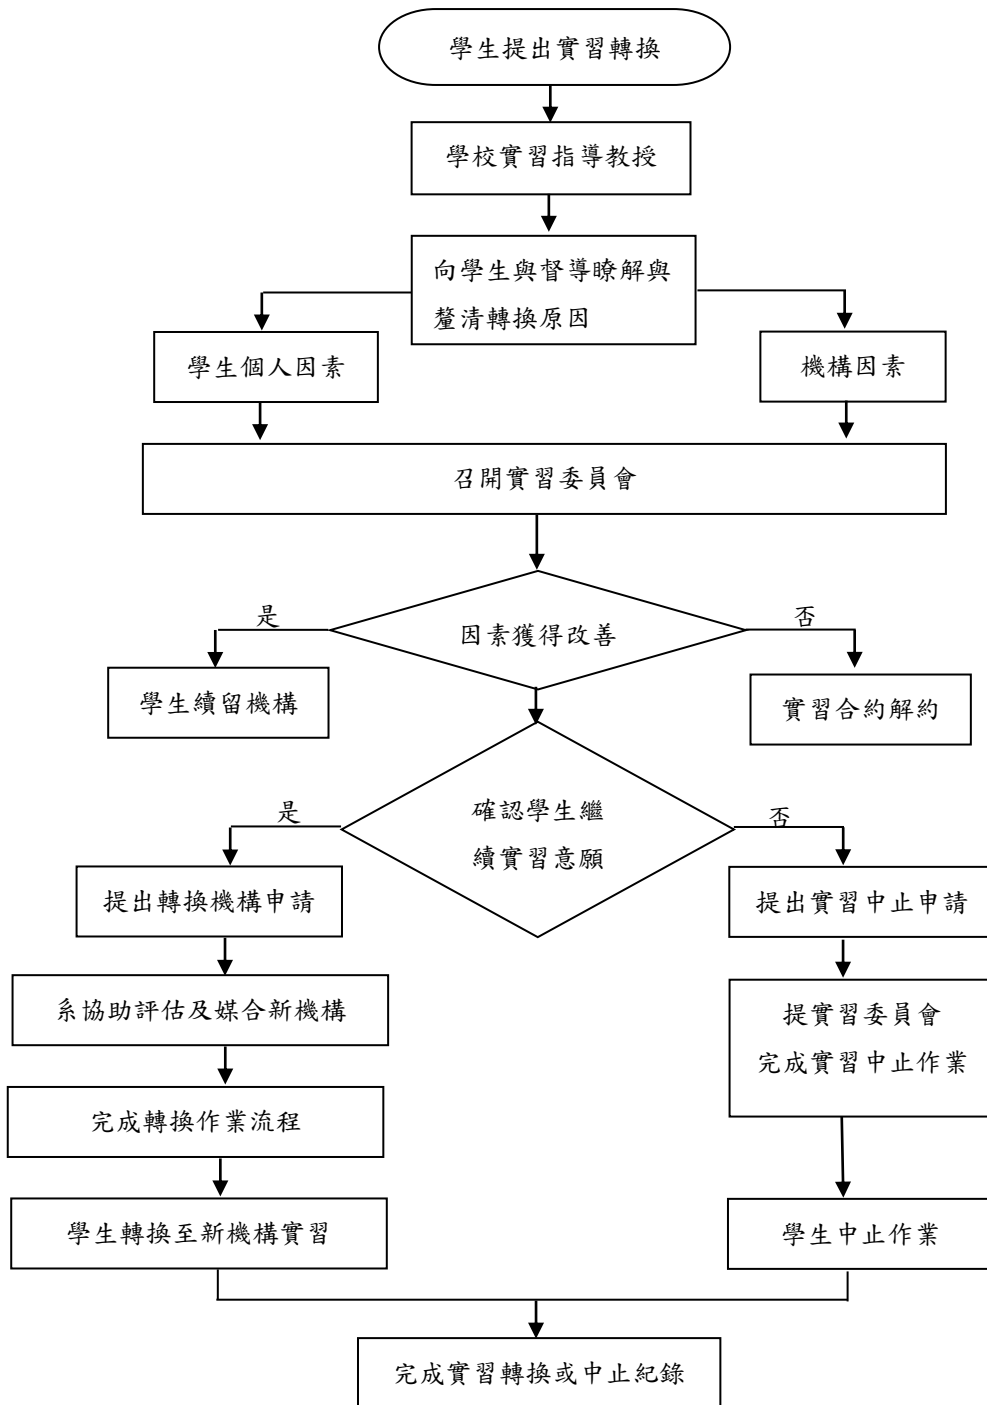 學生提出實習轉換
學校實習指導教授
向學生與督導瞭解與
釐清轉換原因
學生個人因素
機構因素
召開實習委員會
是
因素獲得改善
否
學生續留機構
實習合約解約
是
確認學生繼
續實習意願
否
提出轉換機構申請
提出實習中止申請
系協助評估及媒合新機構
提實習委員會
完成實習中止作業
完成轉換作業流程
學生轉換至新機構實習
學生中止作業
完成實習轉換或中止紀錄